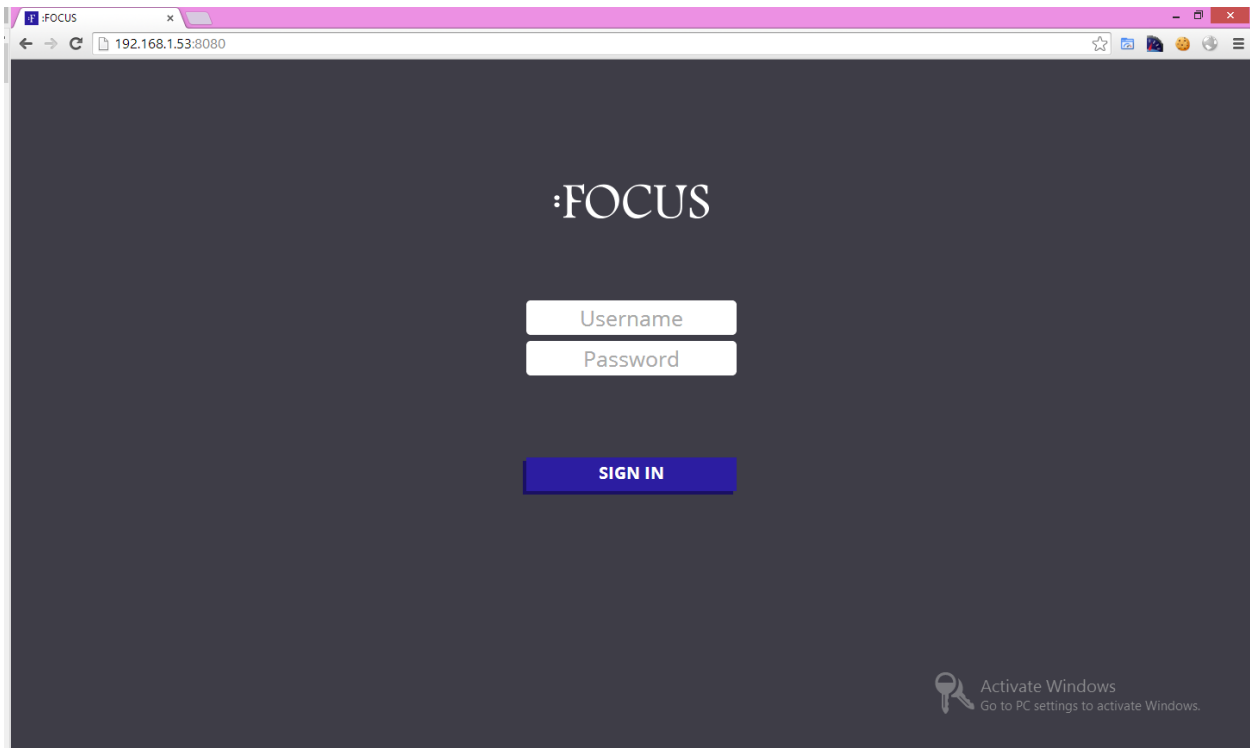 :FOCUS
192.168.1.53:8080
:FOCUS
Username
Password
SIGN IN
Activate Windows
Go to PC settings to activate Windows.